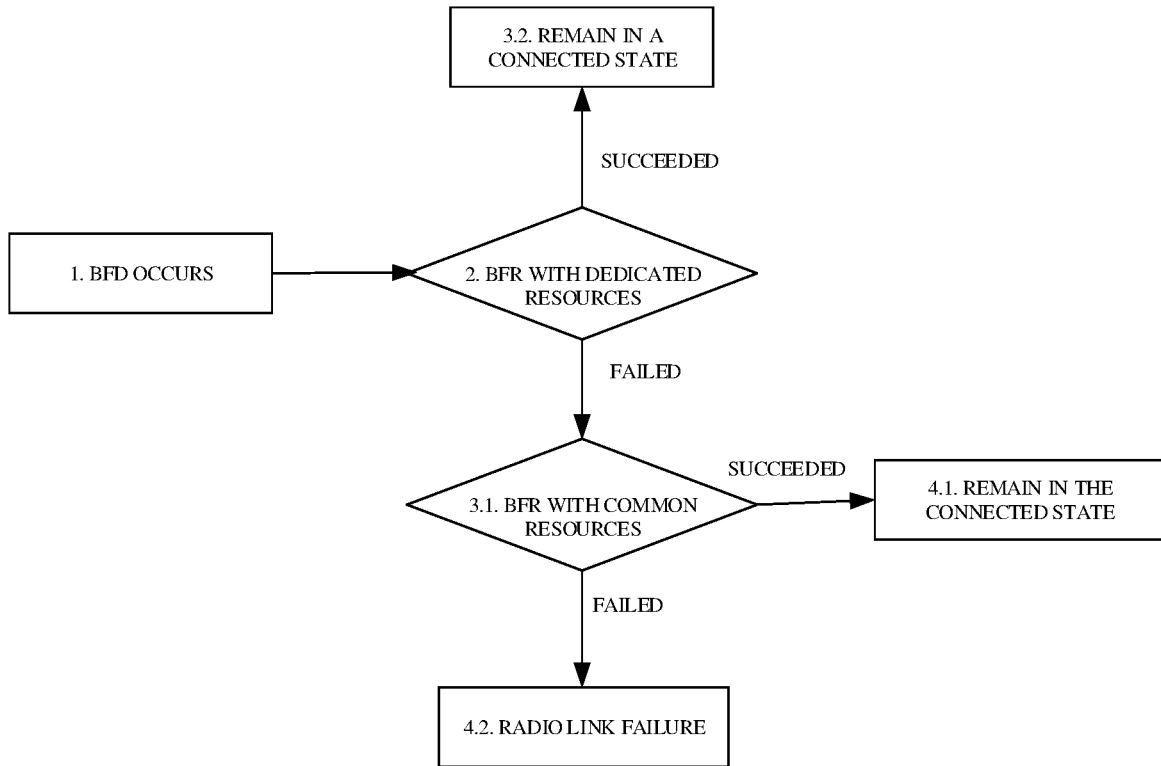 3.2. REMAIN IN A
CONNECTED STATE
SUCCEEDED
1. BFD OCCURS
2. BFR WITH DEDICATED
RESOURCES
FAILED
SUCCEEDED
3.1. BFR WITH COMMON
RESOURCES
4.1. REMAIN IN THE
CONNECTED STATE
FAILED
4.2. RADIO LINK FAILURE